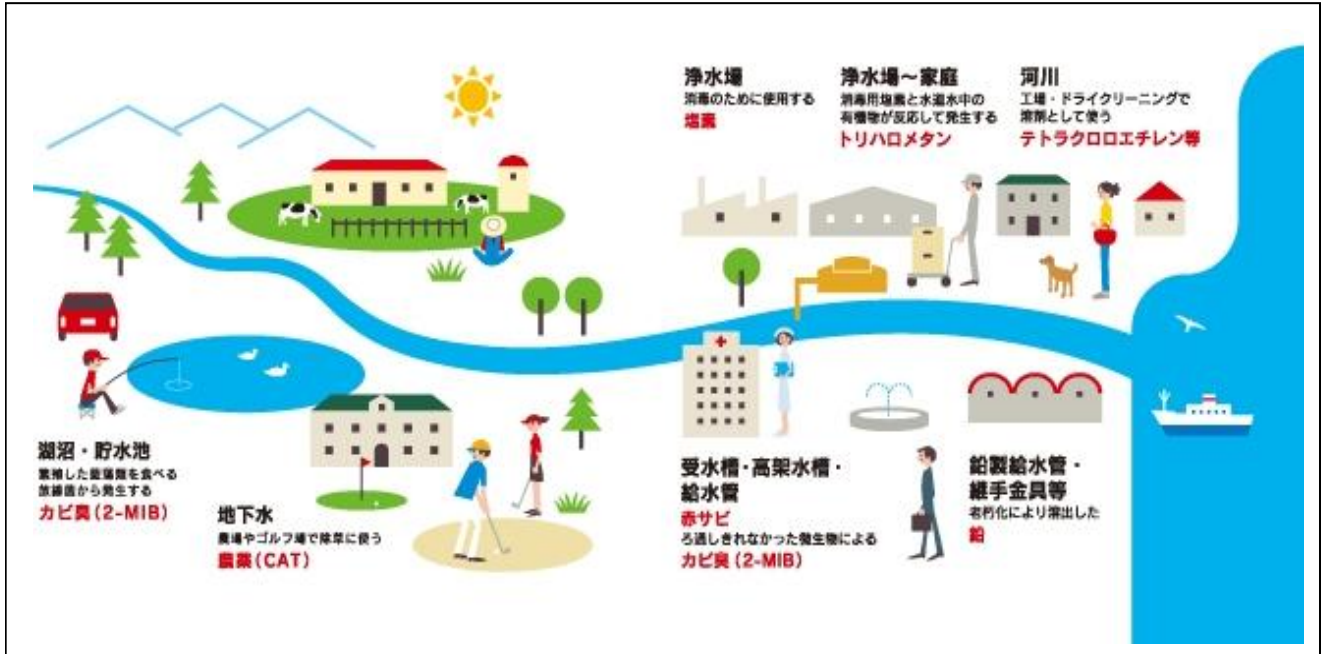 浄水場
消毒のために使用する
塩素
浄水場～家庭
消毒用塩素と水道水中の
有機物が反応して発生する
トリハロメタン
河川
工場・ドライクリーニングで
溶剤として使う
テトラクロロエチレン等
湖沼・貯水池
繁殖した藍藻類を食べる
放線菌から発生する
カビ臭(2-MIB)
地下水
農場やゴルフ場で除草に使う
農薬(CAT)
受水槽・高架水槽・
給水管
赤サビ
ろ過しきれなかった微生物による
カビ臭(2-MIB)
鉛製給水管・
継手金具等
老朽化により溶出した
鉛